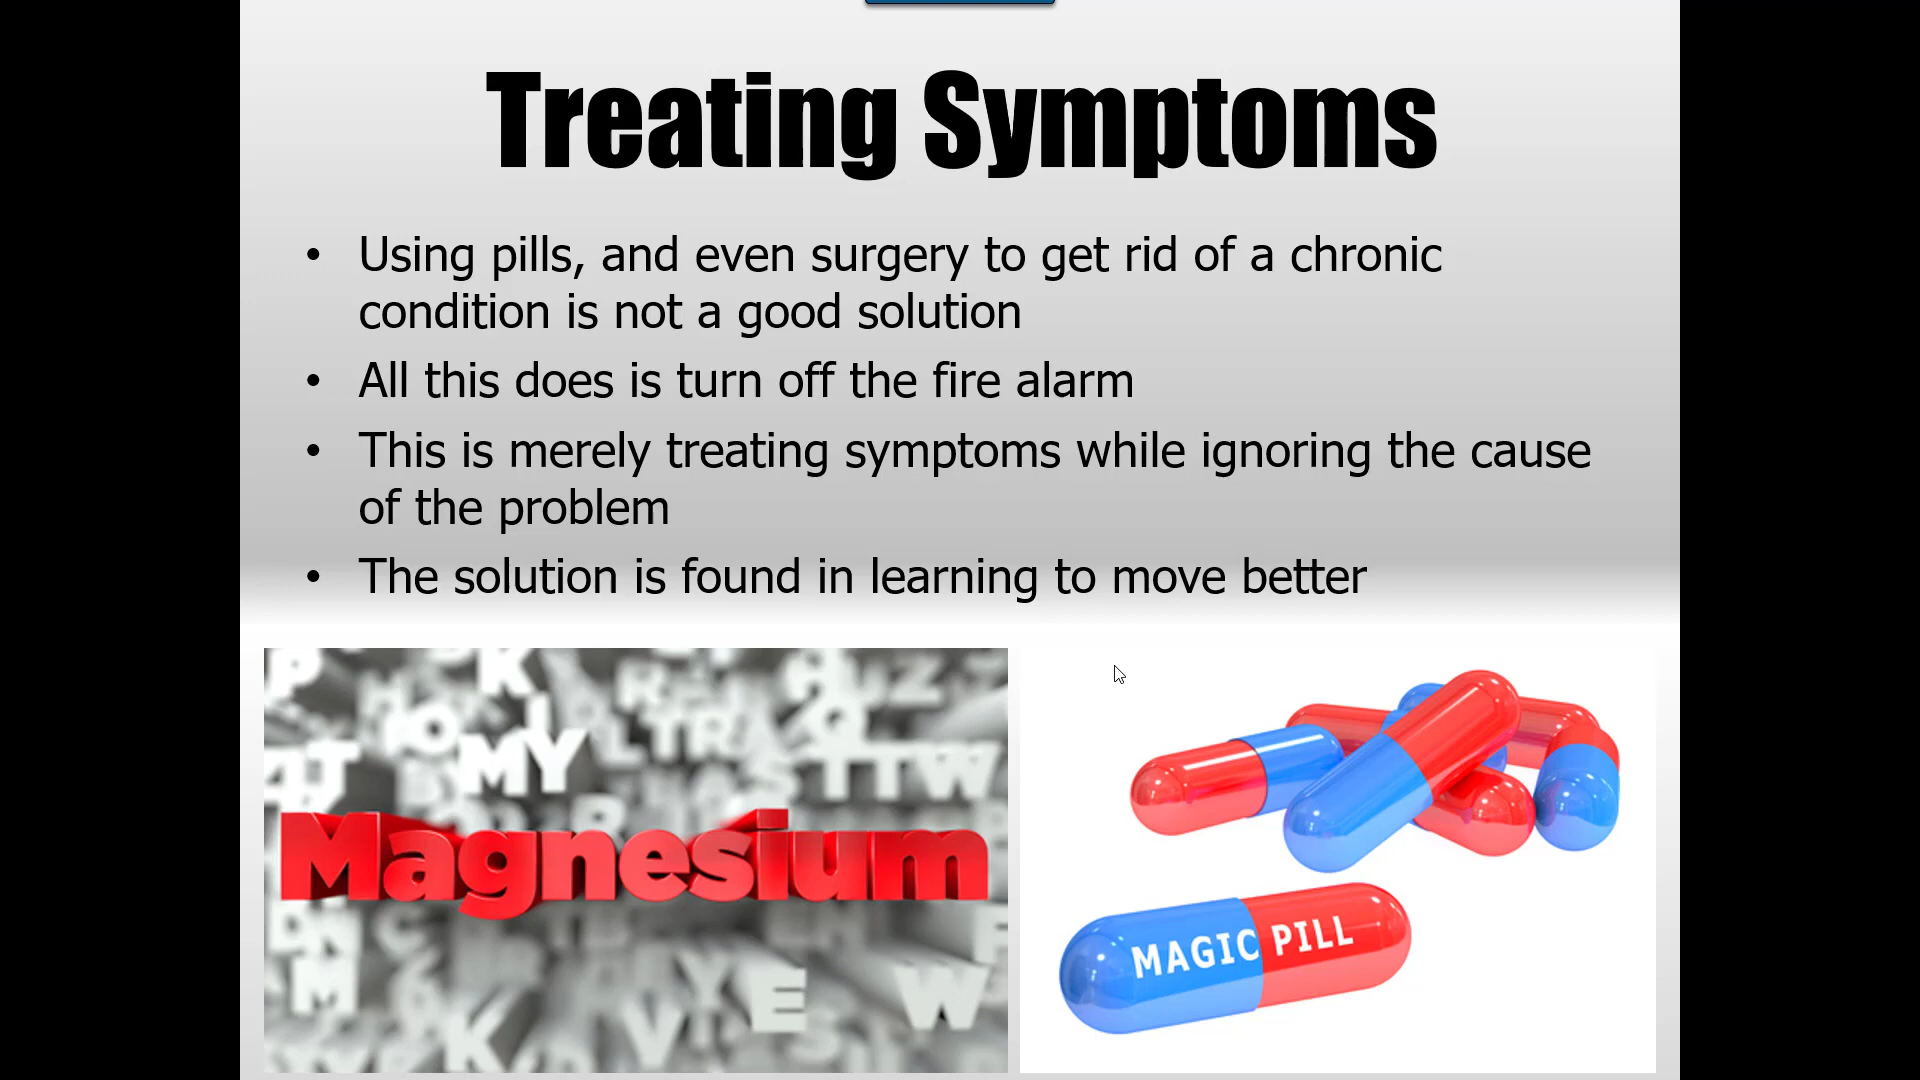 Treating Symptoms
• Using pills, and even surgery to get rid of a chronic
condition is not a good solution
• All this does is turn off the fire alarm
• This is merely treating symptoms while ignoring the cause
of the problem
• The solution is found in learning to move better
MY
Magnesium
MAGIC PILL